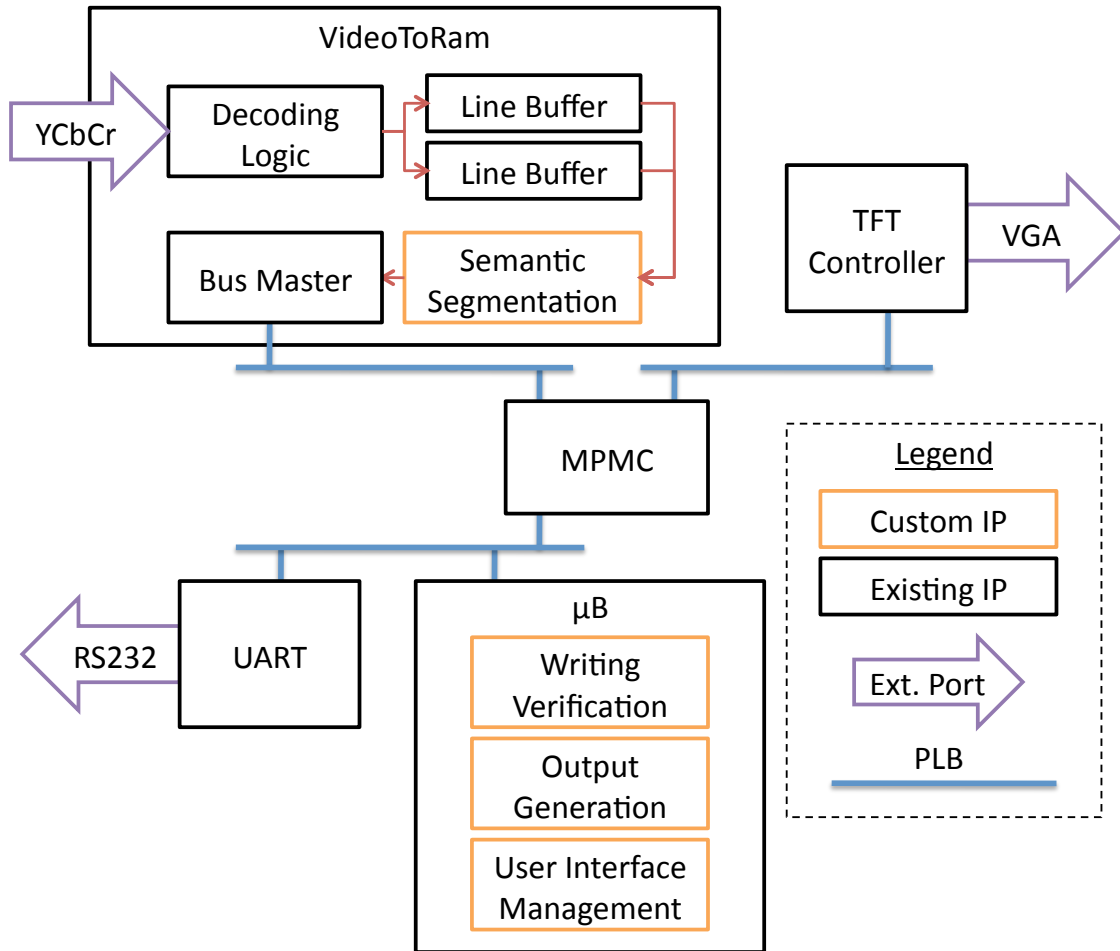 VideoToRam
YCbCr
Decoding
Logic
Line Buffer
Line Buffer
Bus Master
Semantic
Segmentation
TFT
Controller
VGA
MPMC
Legend
Custom IP
Existing IP
Ext. Port
PLB
RS232
UART
µB
Writing
Verification
Output
Generation
User Interface
Management